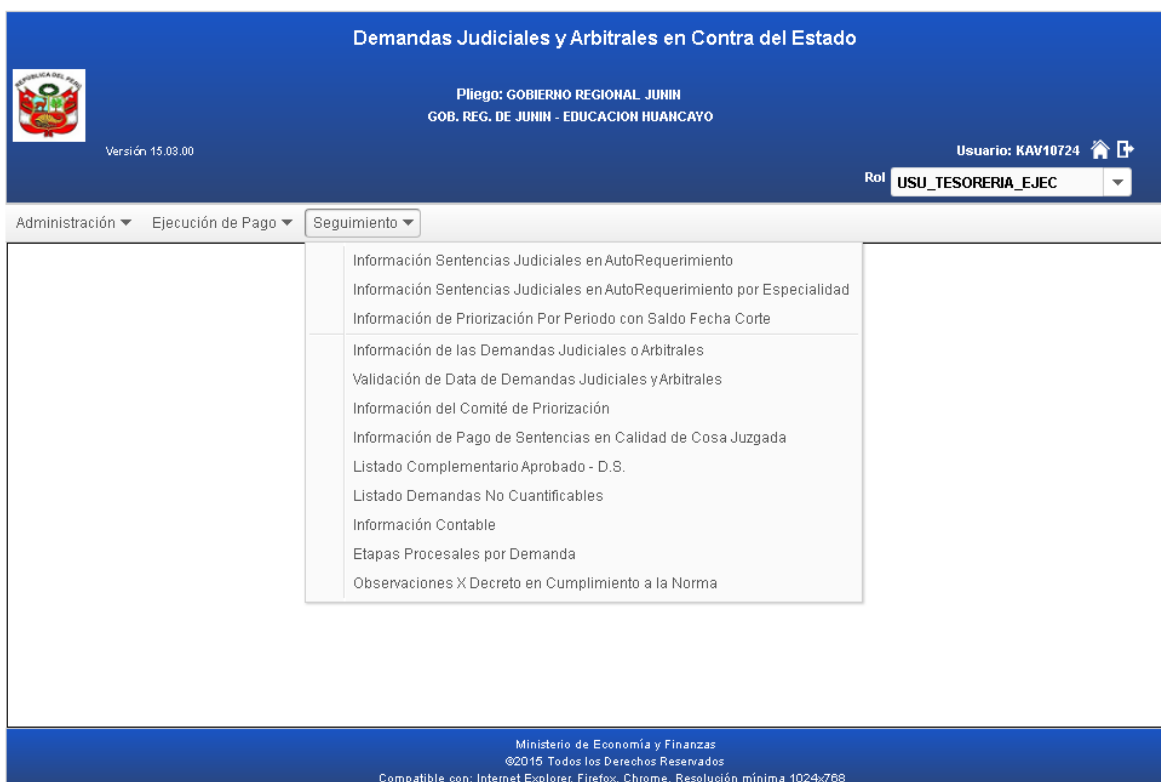 Demandas Judiciales y Arbitrales en Contra del Estado
REPUBLICA DEL PERU
Pliego: GOBIERNO REGIONAL JUNIN
GOB. REG. DE JUNIN - EDUCACION HUANCAYO
Versión 15.03.00
Usuario: KAV10724
Rol USU_TESORERIA_EJEC
Administración Ejecución de Pago Seguimiento
Información Sentencias Judiciales en AutoRequerimiento
Información Sentencias Judiciales en AutoRequerimiento por Especialidad
Información de Priorización Por Periodo con Saldo Fecha Corte
Información de las Demandas Judiciales o Arbitrales
Validación de Data de Demandas Judiciales y Arbitrales
Información del Comité de Priorización
Información de Pago de Sentencias en Calidad de Cosa Juzgada
Listado Complementario Aprobado - D.S.
Listado Demandas No Cuantificables
Información Contable
Etapas Procesales por Demanda
Observaciones X Decreto en Cumplimiento a la Norma
Ministerio de Economía y Finanzas
©2015 Todos los Derechos Reservados
Compatible con: Internet Explorer, Firefox, Chrome. Resolución mínima 1024x768